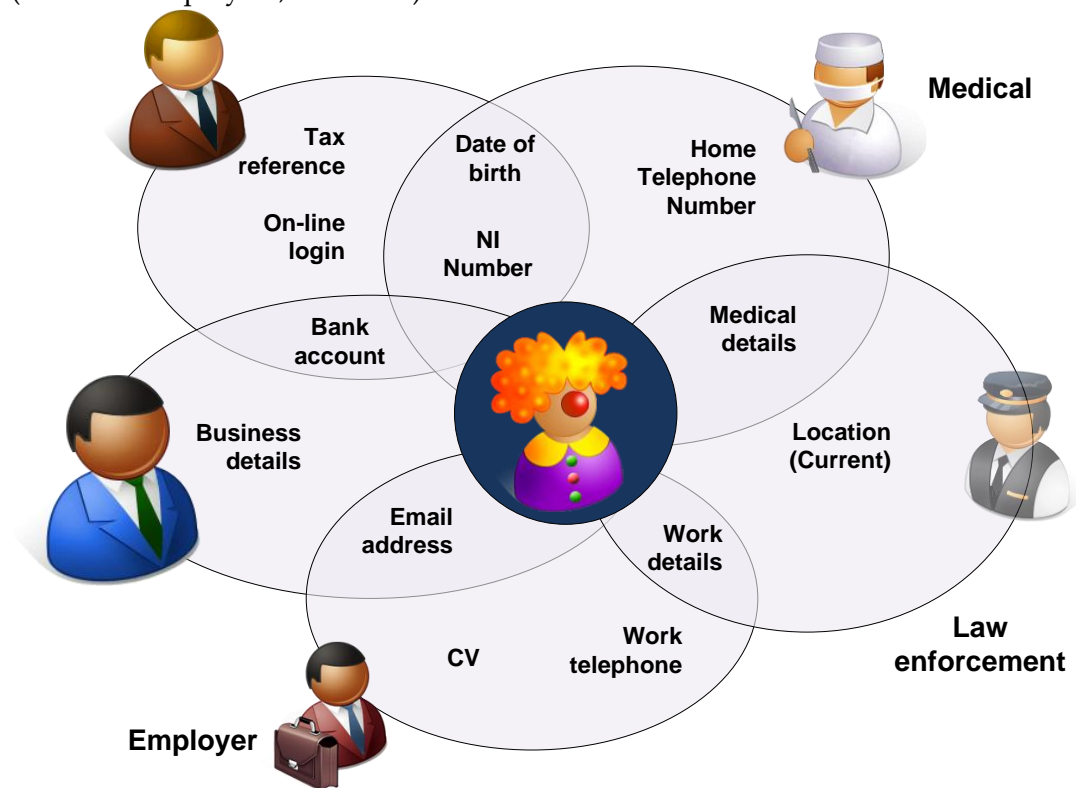 Medical
Tax
reference
Date of
birth
Home
Telephone
Number
On-line
login
NI
Number
Bank
account
Medical
details
Business
details
Location
(Current)
Email
address
Work
details
CV
Work
telephone
Law
enforcement
Employer